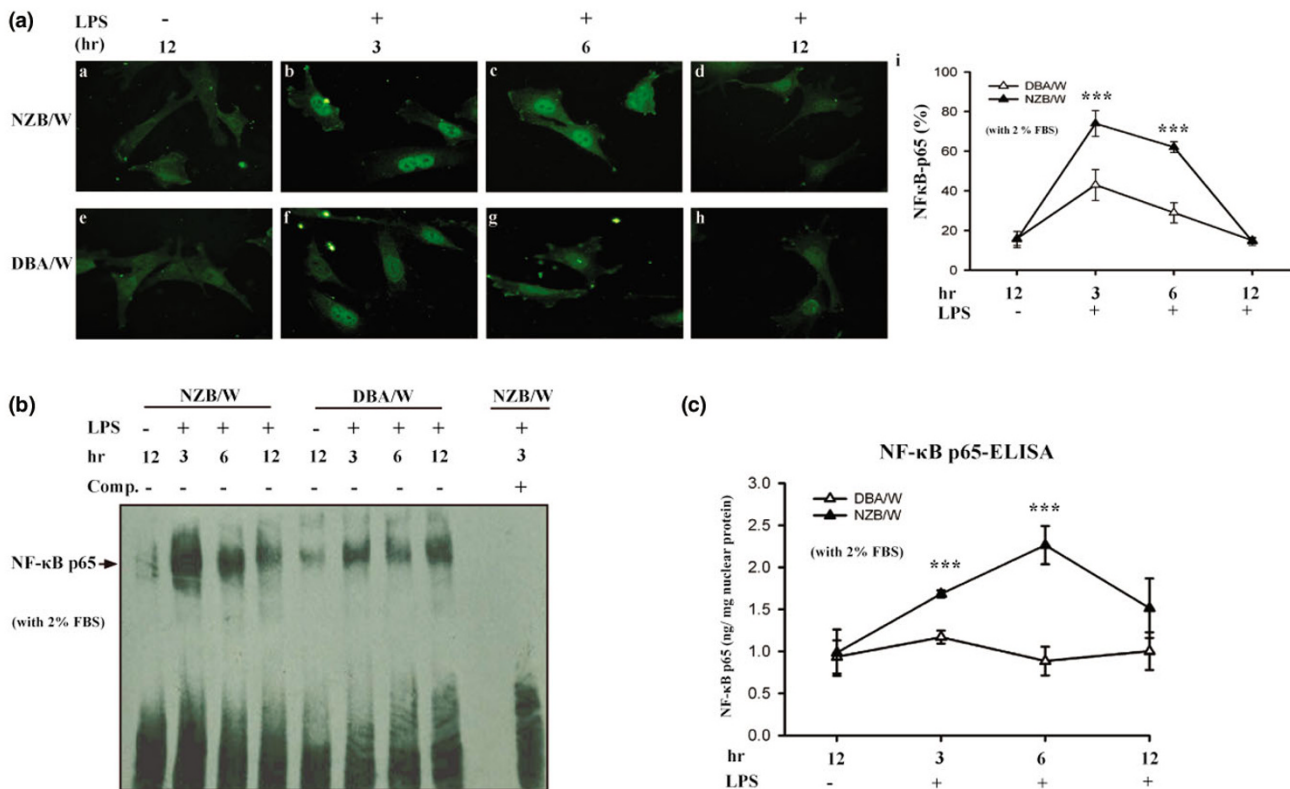 (a)
LPS - + + +
(hr) 12 3 6 12
NZB/W
a b c d
DBA/W
e f g h
i
NFκB-p65 (%)
100
80
60
40
20
0
DBA/W
NZB/W
(with 2 % FBS)
*** ***
hr 12 3 6 12
LPS - + + +
(b)
NZB/W DBA/W NZB/W
LPS - + + + - + + + +
hr 12 3 6 12 12 3 6 12 3
Comp. - - - - - - - - +
NF-κB p65
(with 2% FBS)
(c)
NF-κB p65-ELISA
NF-κB p65 (ng/ mg nuclear protein)
3.0
2.5
2.0
1.5
1.0
0.5
0.0
DBA/W
NZB/W
(with 2% FBS)
*** ***
hr 12 3 6 12
LPS - + + +